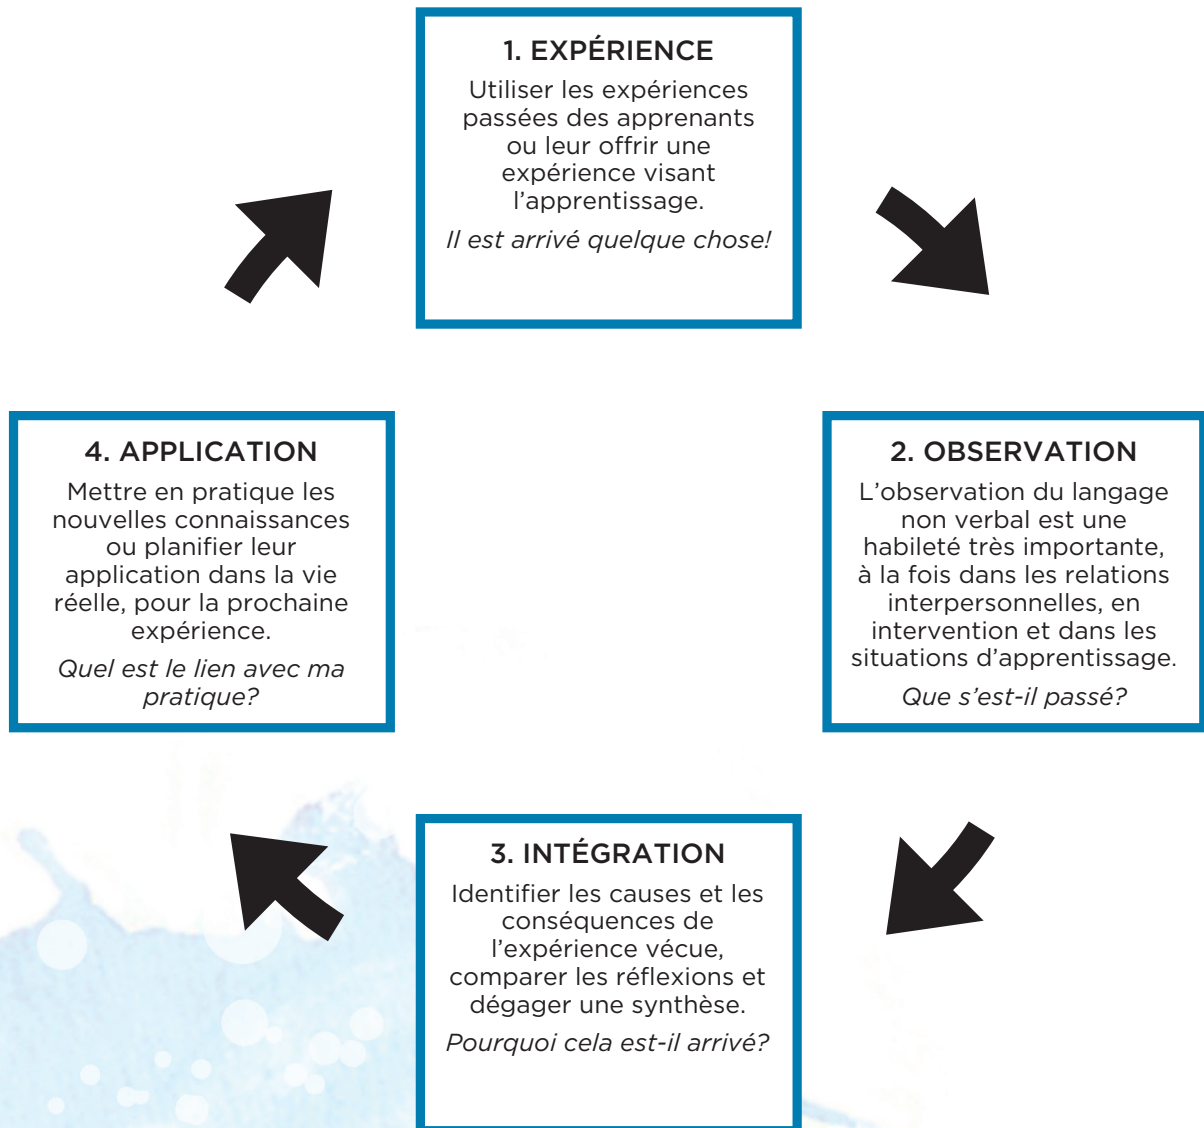 1. EXPÉRIENCE
Utiliser les expériences
passées des apprenants
ou leur offrir une
expérience visant
l’apprentissage.
Il est arrivé quelque chose!
2. OBSERVATION
L’observation du langage
non verbal est une
habileté très importante,
à la fois dans les relations
interpersonnelles, en
intervention et dans les
situations d’apprentissage.
Que s’est-il passé?
3. INTÉGRATION
Identifier les causes et les
conséquences de
l’expérience vécue,
comparer les réflexions et
dégager une synthèse.
Pourquoi cela est-il arrivé?
4. APPLICATION
Mettre en pratique les
nouvelles connaissances
ou planifier leur
application dans la vie
réelle, pour la prochaine
expérience.
Quel est le lien avec ma
pratique?